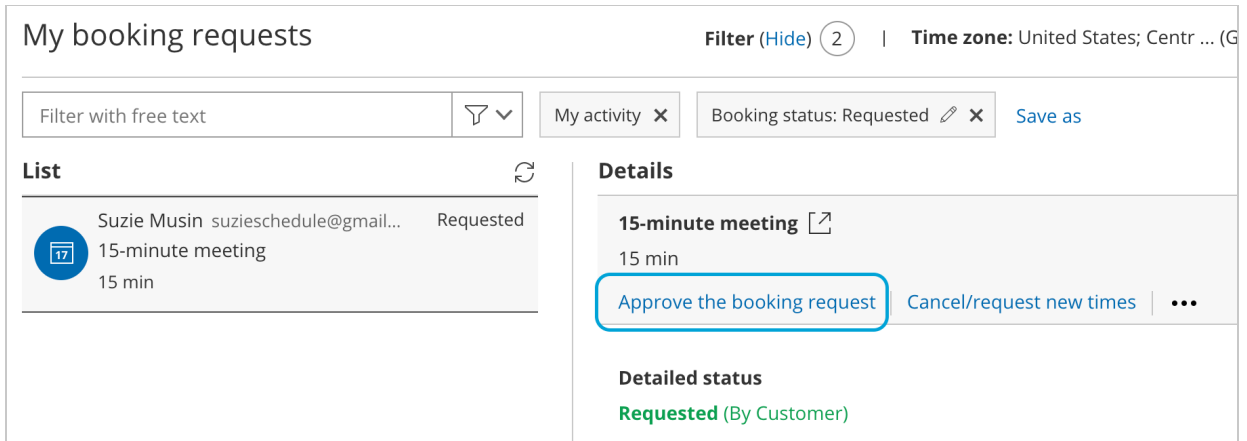 My booking requests
Filter (Hide) 2 | Time zone: United States; Centr ... (G
Filter with free text
My activity
Booking status: Requested
Save as
List
Suzie Musin suzieschedule@gmail... Requested
17
15-minute meeting
15 min
Details
15-minute meeting
15 min
Approve the booking request
Cancel/request new times
Detailed status
Requested (By Customer)